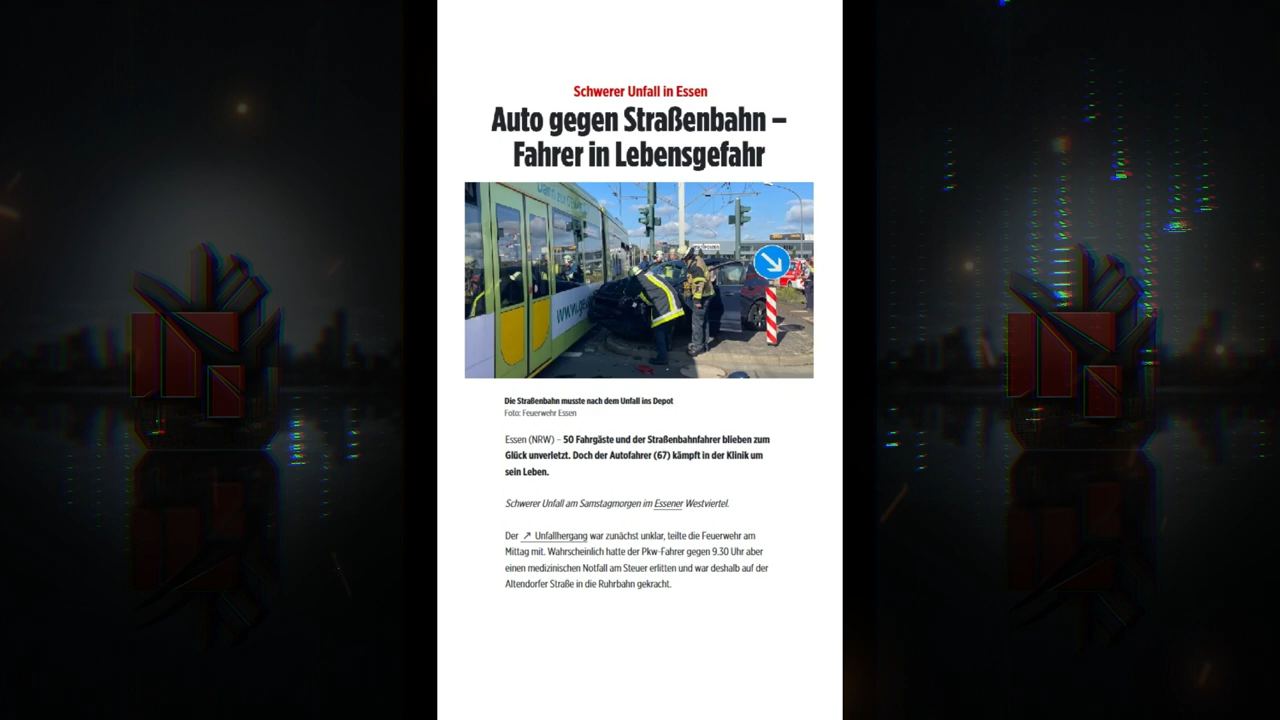 Schwerer Unfall in Essen
Auto gegen Straßenbahn –
Fahrer in Lebensgefahr
Die Straßenbahn musste nach dem Unfall ins Depot
Foto: Feuerwehr Essen
Essen (NRW) – 50 Fahrgäste und der Straßenbahnfahrer blieben zum
Glück unverletzt. Doch der Autofahrer (67) kämpft in der Klinik um
sein Leben.
Schwerer Unfall am Samstagmorgen im Essener Westviertel.
Der ↗ Unfallhergang war zunächst unklar, teilte die Feuerwehr am
Mittag mit. Wahrscheinlich hatte der Pkw-Fahrer gegen 9.30 Uhr aber
einen medizinischen Notfall am Steuer erlitten und war deshalb auf der
Altendorfer Straße in die Ruhrbahn gekracht.